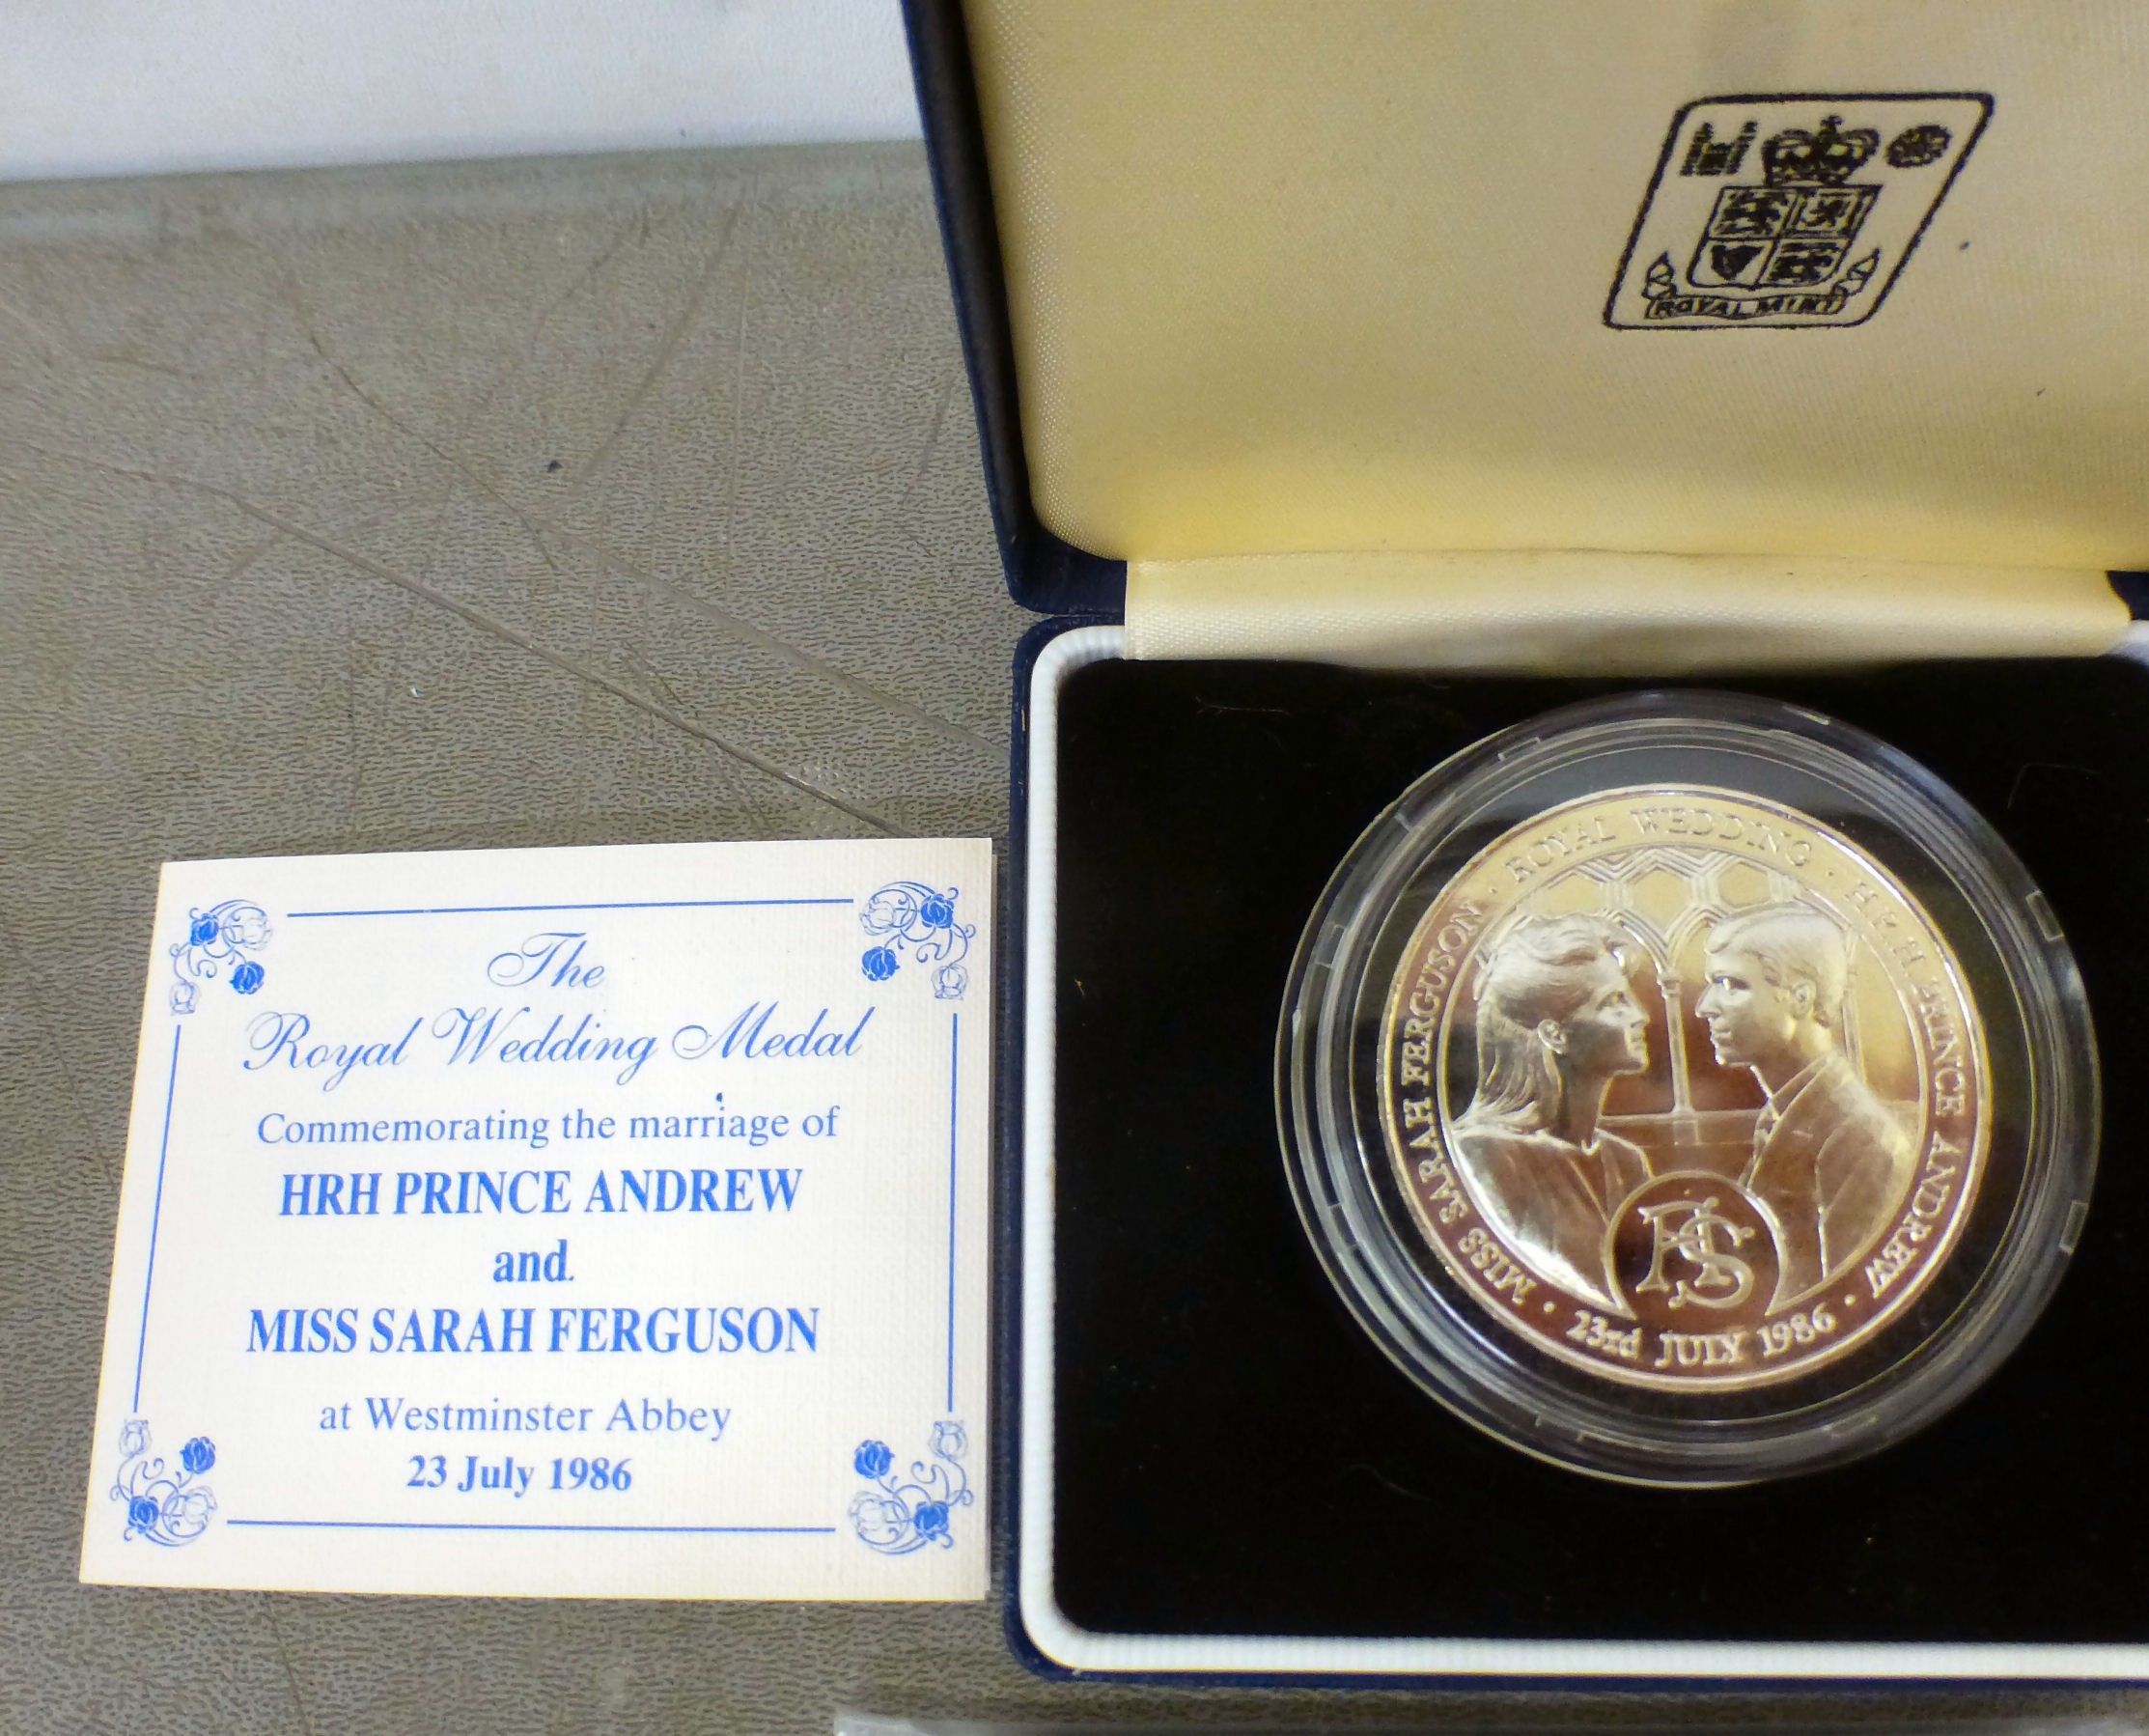 The
Royal Wedding Medal
Commemorating the marriage of
HRH PRINCE ANDREW
and.
MISS SARAH FERGUSON
at Westminster Abbey
23 July 1986
ROYAL MINT
MISS SARAH FERGUSON · ROYAL WEDDING · H R H PRINCE ANDREW ·
23rd JULY 1986 ·
AS